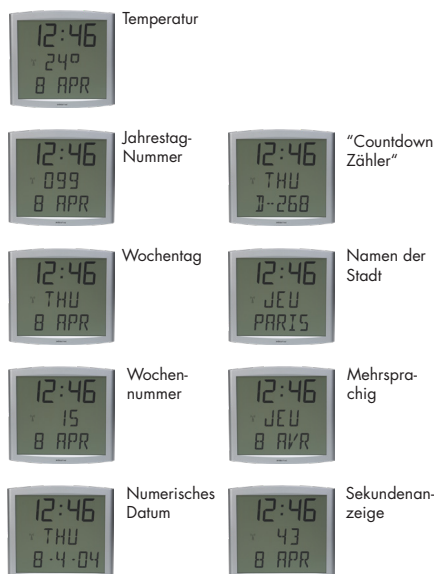 12:46
24°
8 APR
Temperatur
12:46
099
8 APR
Jahrestag-
Nummer
12:46
THU
D--268
"Countdown
Zähler"
12:46
THU
8 APR
Wochentag
12:46
JEU
PARIS
Namen der
Stadt
12:46
15
8 APR
Wochen-
nummer
12:46
JEU
8 AVR
Mehrspra-
chig
12:46
THU
8-4-04
Numerisches
Datum
12:46
43
8 APR
Sekundenan-
zeige